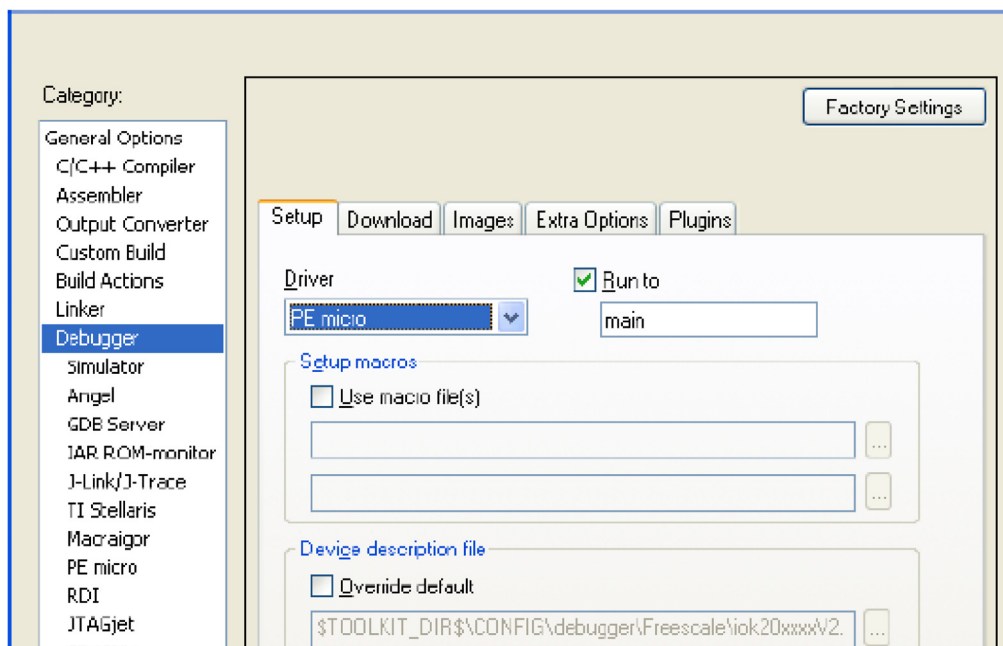 Category:
Factory Settings
General Options
C/C++ Compiler
Assembler
Output Converter
Custom Build
Build Actions
Linker
Debugger
Simulator
Angel
GDB Server
IAR ROM-monitor
J-Link/J-Trace
TI Stellaris
Macraigor
PE micro
RDI
JTAGjet
Setup Download Images Extra Options Plugins
Driver
Run to
PE micro
main
Setup macros
Use macro file(s)
...
...
Device description file
Override default
$TOOLKIT_DIR$\CONFIG\debugger\Freescale\iok20xxxxV2.
...